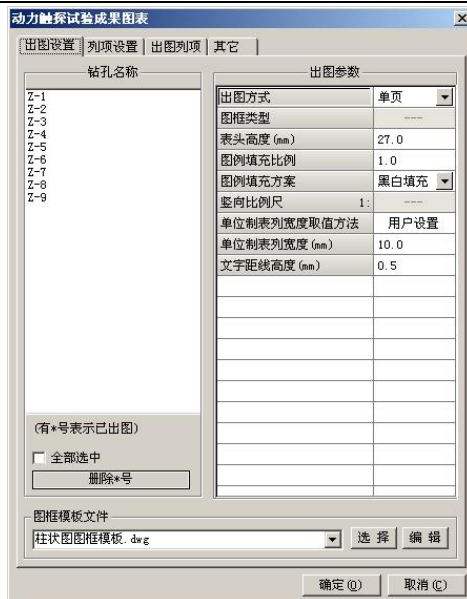 动力触探试验成果图表
出图设置 列项设置 出图列项 其它
钻孔名称
Z-1
Z-2
Z-3
Z-4
Z-5
Z-6
Z-7
Z-8
Z-9
(有*号表示已出图)
全部选中
删除*号
出图参数
出图方式 单页
图框类型 ---
表头高度(mm) 27.0
图例填充比例 1.0
图例填充方案 黑白填充
竖向比例尺 1: ---
单位制表列宽度取值方法 用户设置
单位制表列宽度(mm) 10.0
文字距线高度(mm) 0.5
图框模板文件
柱状图图框模板.dwg 选 择 编 辑
确定(O) 取消(C)